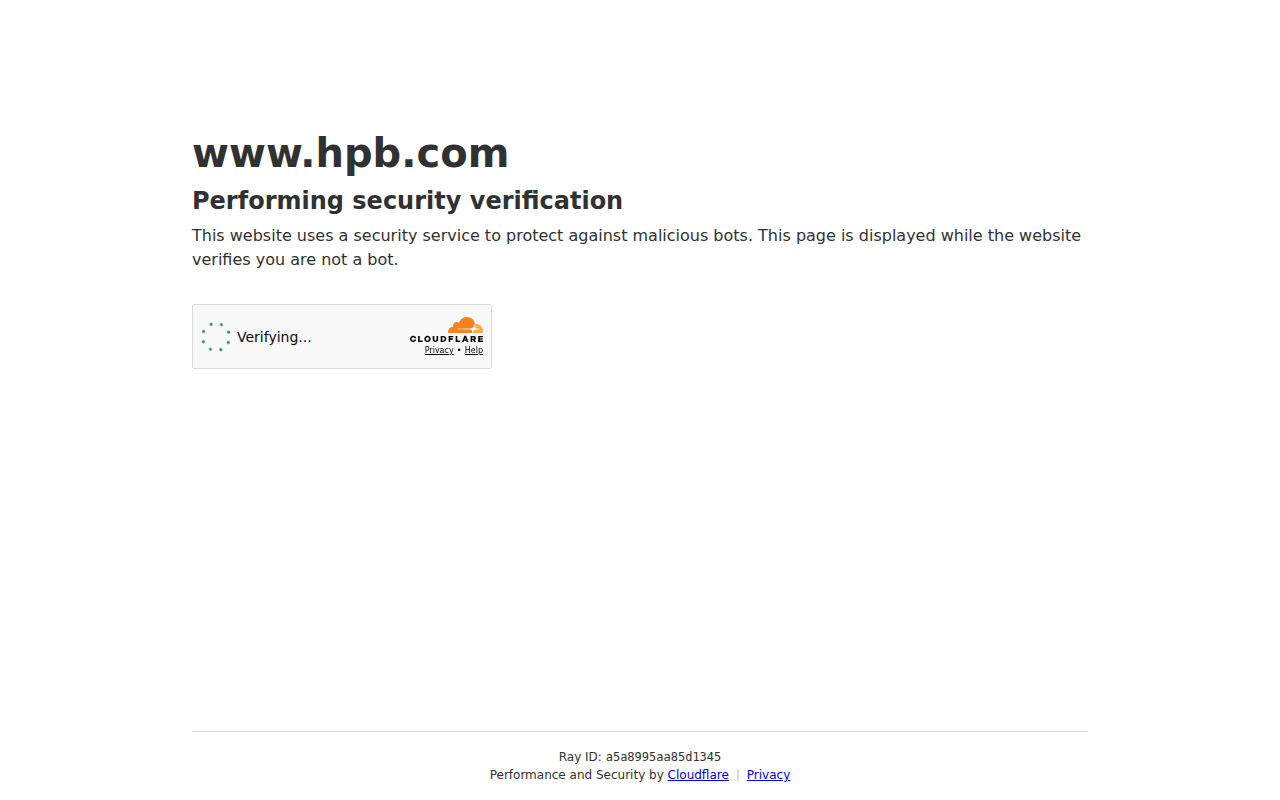 www.hpb.com
Performing security verification
This website uses a security service to protect against malicious bots. This page is displayed while the website
verifies you are not a bot.
Verifying...
CLOUDFLARE
Privacy • Help
Ray ID: a5a8995aa85d1345
Performance and Security by Cloudflare | Privacy